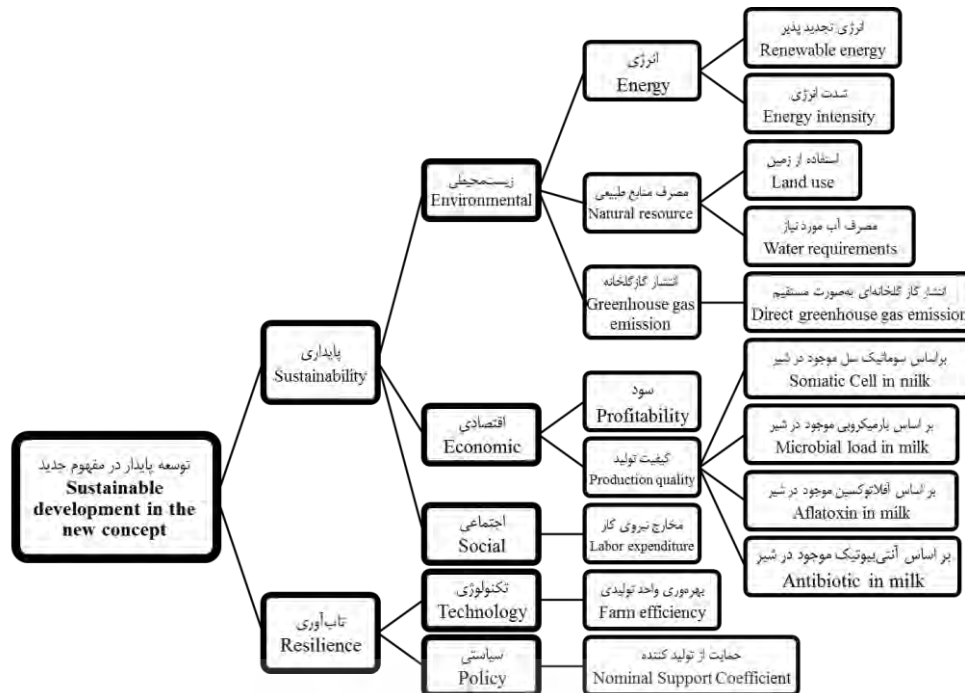 انرژی تجدید پذیر
Renewable energy
انرژی
Energy
شدت انرژی
Energy intensity
زیست‌محیطی
Environmental
استفاده از زمین
Land use
مصرف منابع طبیعی
Natural resource
مصرف آب مورد نیاز
Water requirements
انتشار گازگلخانه
Greenhouse gas
emission
انتشار گاز گلخانه‌ای به‌صورت مستقیم
Direct greenhouse gas emission
پایداری
Sustainability
براساس سوماتیک سل موجود در شیر
Somatic Cell in milk
سود
Profitability
اقتصادی
Economic
بر اساس بارمیکروبی موجود در شیر
Microbial load in milk
کیفیت تولید
Production quality
توسعه پایدار در مفهوم جدید
Sustainable
development in the
new concept
بر اساس آفلاتوکسین موجود در شیر
Aflatoxin in milk
اجتماعی
Social
مخارج نیروی کار
Labor expenditure
بر اساس آنتی‌بیوتیک موجود در شیر
Antibiotic in milk
تاب‌آوری
Resilience
تکنولوژی
Technology
بهره‌وری واحد تولیدی
Farm efficiency
سیاستی
Policy
حمایت از تولید کننده
Nominal Support Coefficient